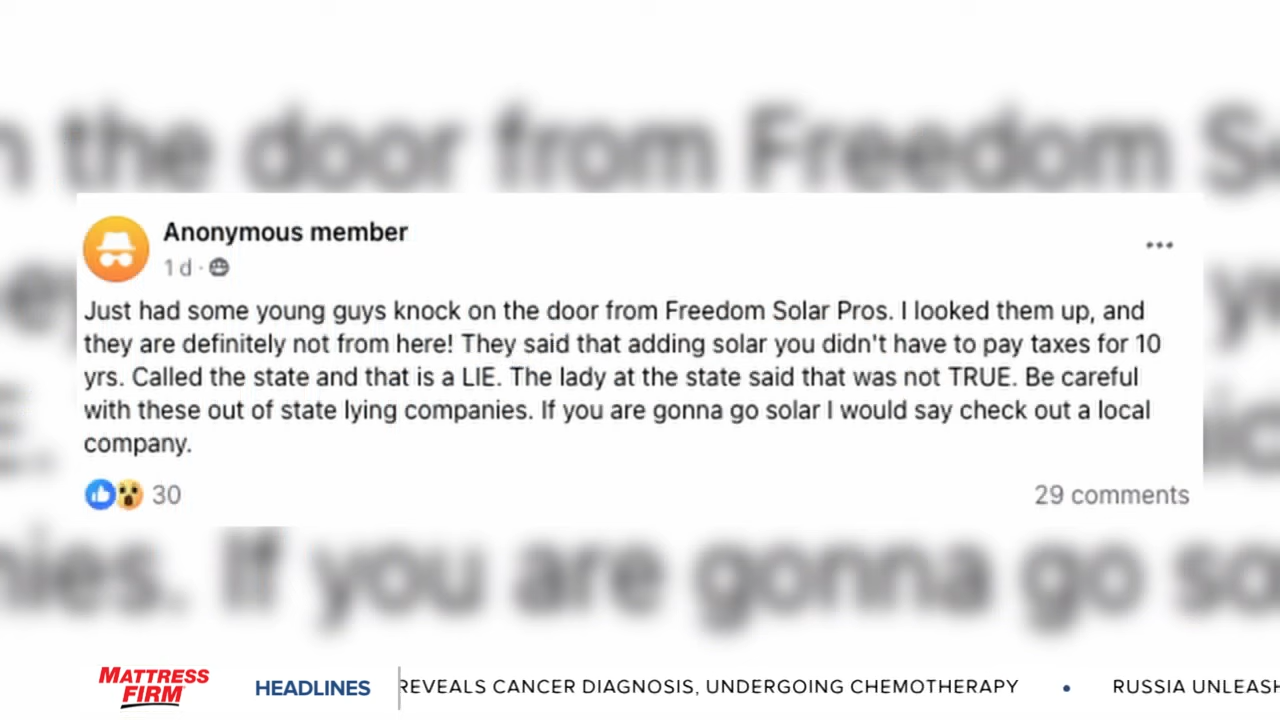 n the door from Freedom S
Anonymous member
1 d
Just had some young guys knock on the door from Freedom Solar Pros. I looked them up, and
they are definitely not from here! They said that adding solar you didn't have to pay taxes for 10
yrs. Called the state and that is a LIE. The lady at the state said that was not TRUE. Be careful
with these out of state lying companies. If you are gonna go solar I would say check out a local
company.
30
29 comments
nies. If you are gonna go so
MATTRESS
FIRM
HEADLINES
REVEALS CANCER DIAGNOSIS, UNDERGOING CHEMOTHERAPY • RUSSIA UNLEASH